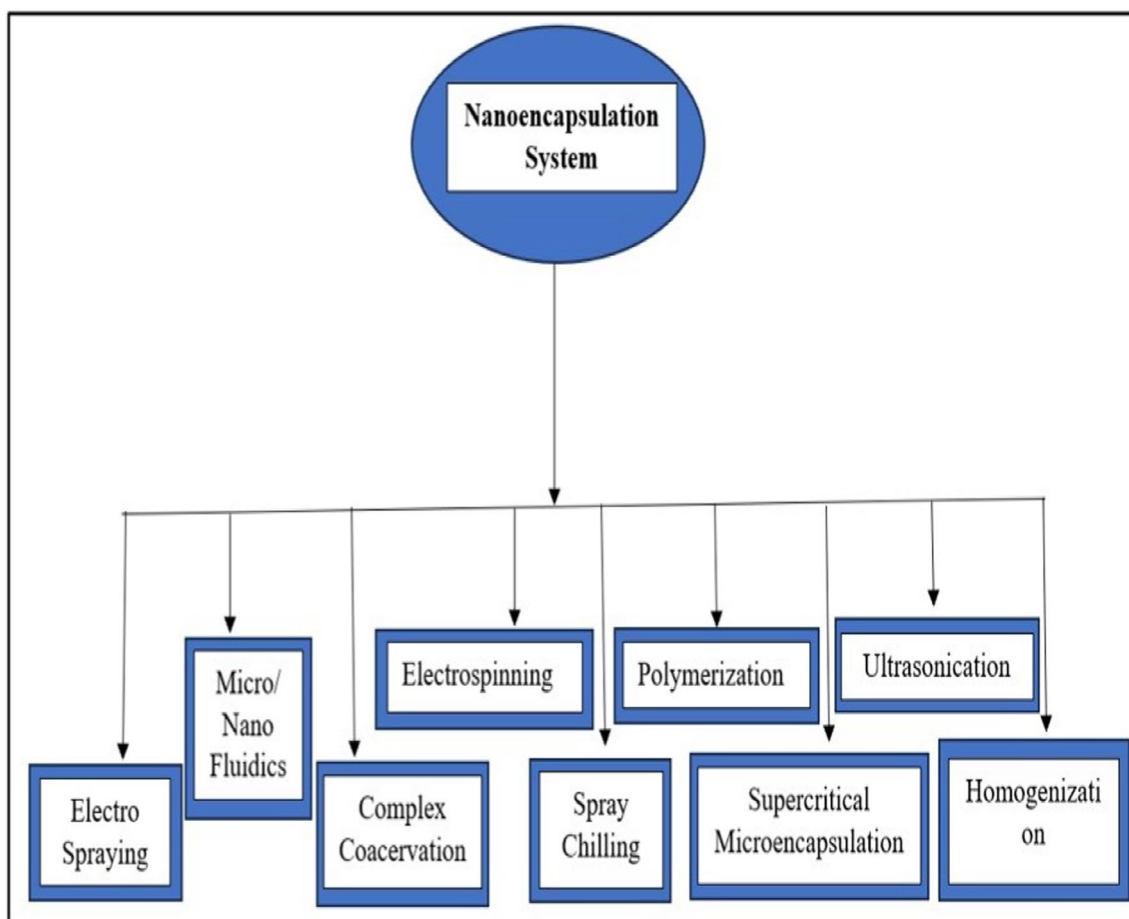 Nanoencapsulation
System
Electrospinning
Polymerization
Ultrasonication
Micro/
Nano
Fluidics
Electro
Spraying
Complex
Coacervation
Spray
Chilling
Supercritical
Microencapsulation
Homogenizati
on